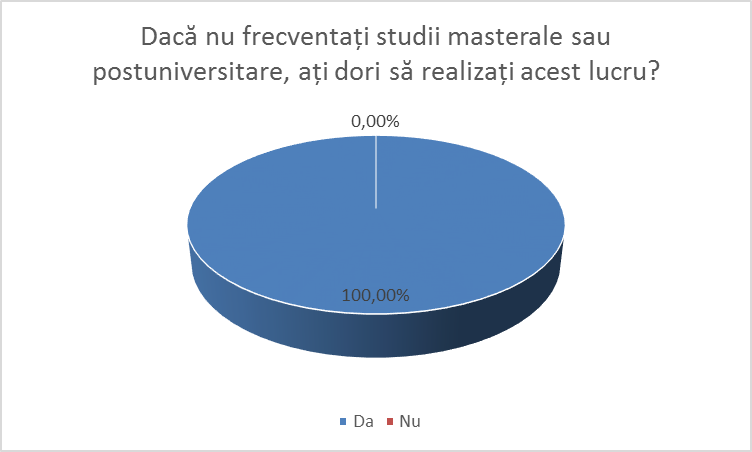 Dacă nu frecventați studii masterale sau
postuniversitare, ați dori să realizați acest lucru?
0,00%
100,00%
Da Nu